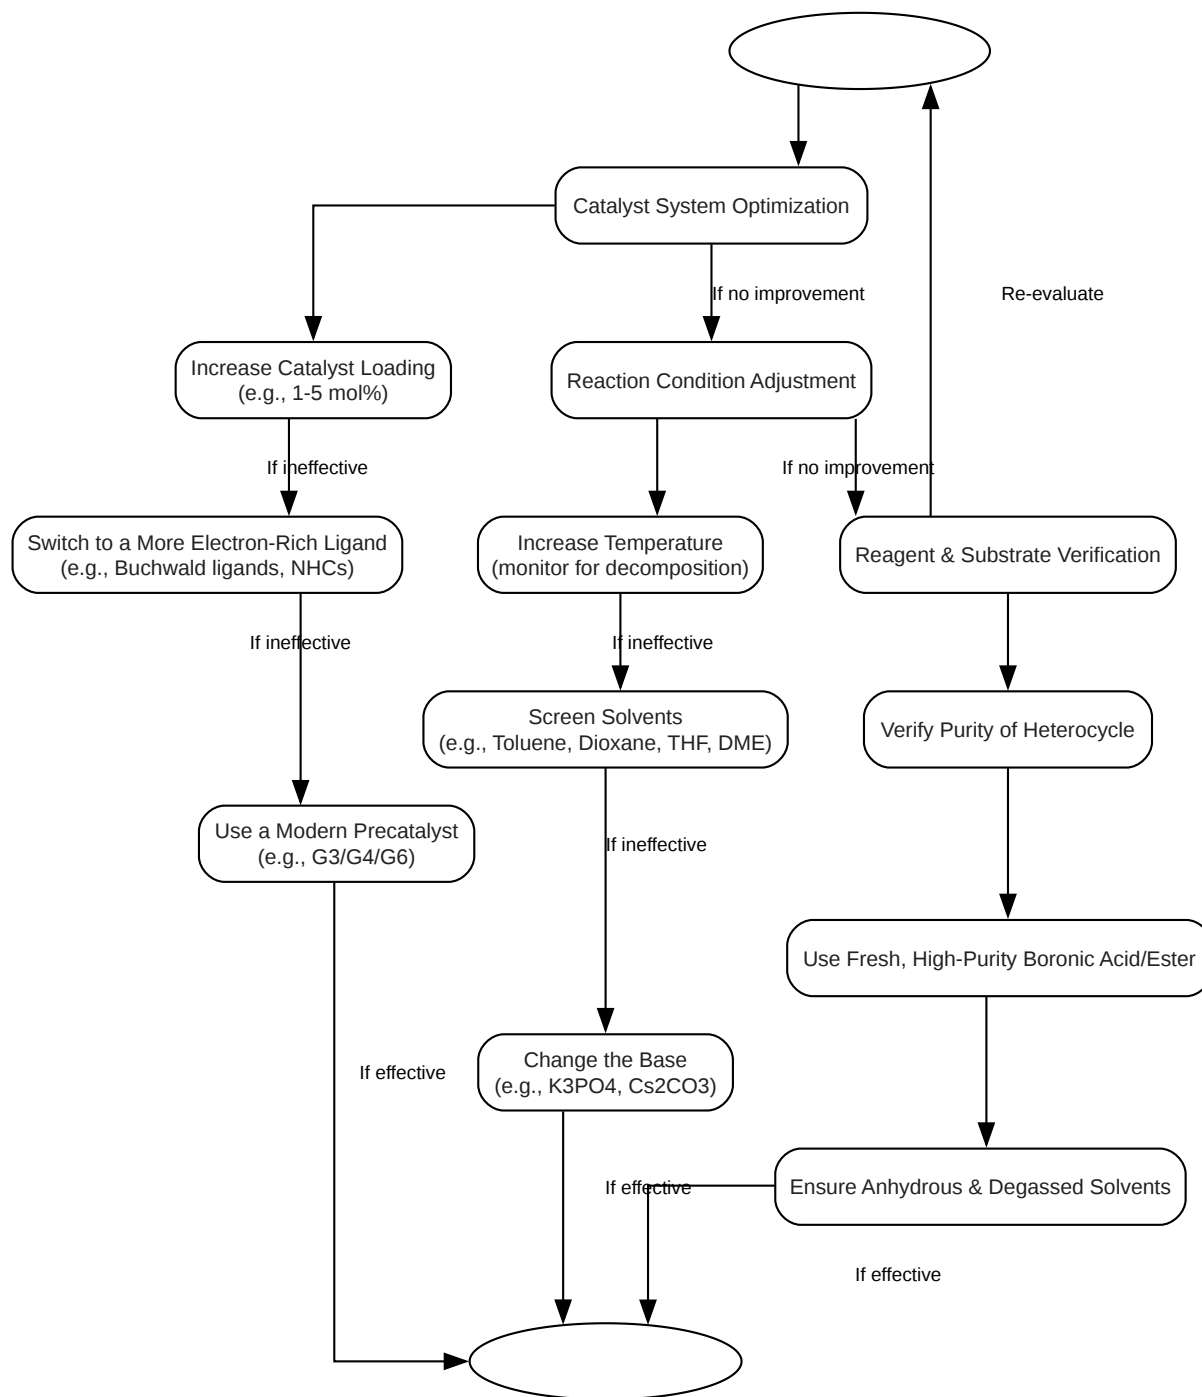 Catalyst System Optimization
If no improvement
Re-evaluate
Increase Catalyst Loading
(e.g., 1-5 mol%)
Reaction Condition Adjustment
If ineffective
If no improvement
Switch to a More Electron-Rich Ligand
(e.g., Buchwald ligands, NHCs)
Increase Temperature
(monitor for decomposition)
Reagent & Substrate Verification
If ineffective
If ineffective
Screen Solvents
(e.g., Toluene, Dioxane, THF, DME)
Verify Purity of Heterocycle
Use a Modern Precatalyst
(e.g., G3/G4/G6)
If ineffective
Use Fresh, High-Purity Boronic Acid/Ester
Change the Base
(e.g., K3PO4, Cs2CO3)
If effective
Ensure Anhydrous & Degassed Solvents
If effective
If effective